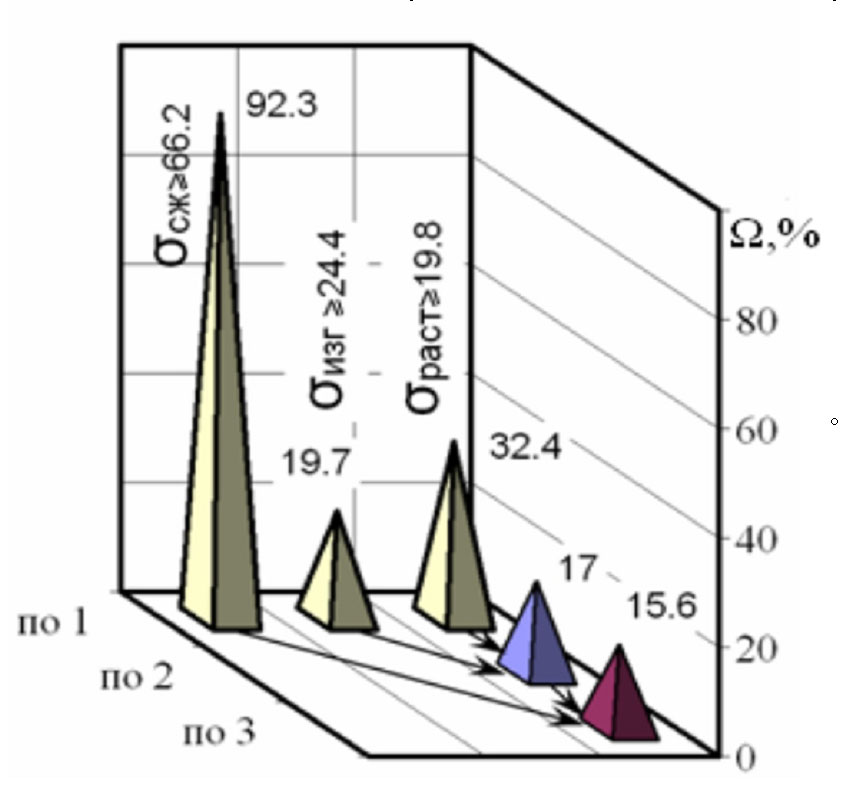 92.3
σсж≥66.2
σизг ≥24.4
σраст≥19.8
Ω,%
80
60
32.4
19.7
40
17
15.6
по 1
20
по 2
по 3
0